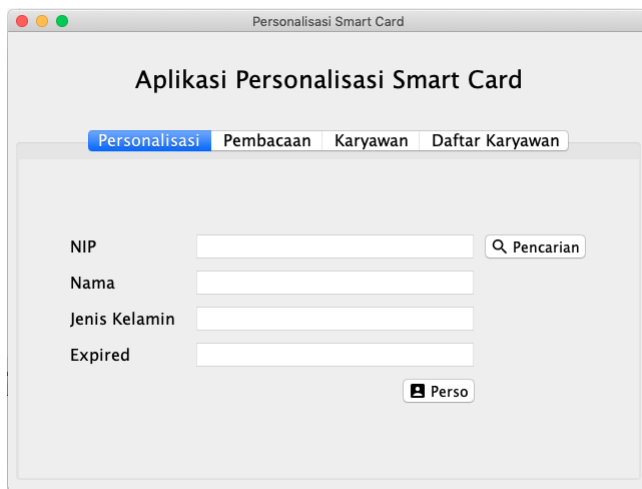 Personalisasi Smart Card
Aplikasi Personalisasi Smart Card
Personalisasi Pembacaan Karyawan Daftar Karyawan
NIP Pencarian
Nama
Jenis Kelamin
Expired
Perso